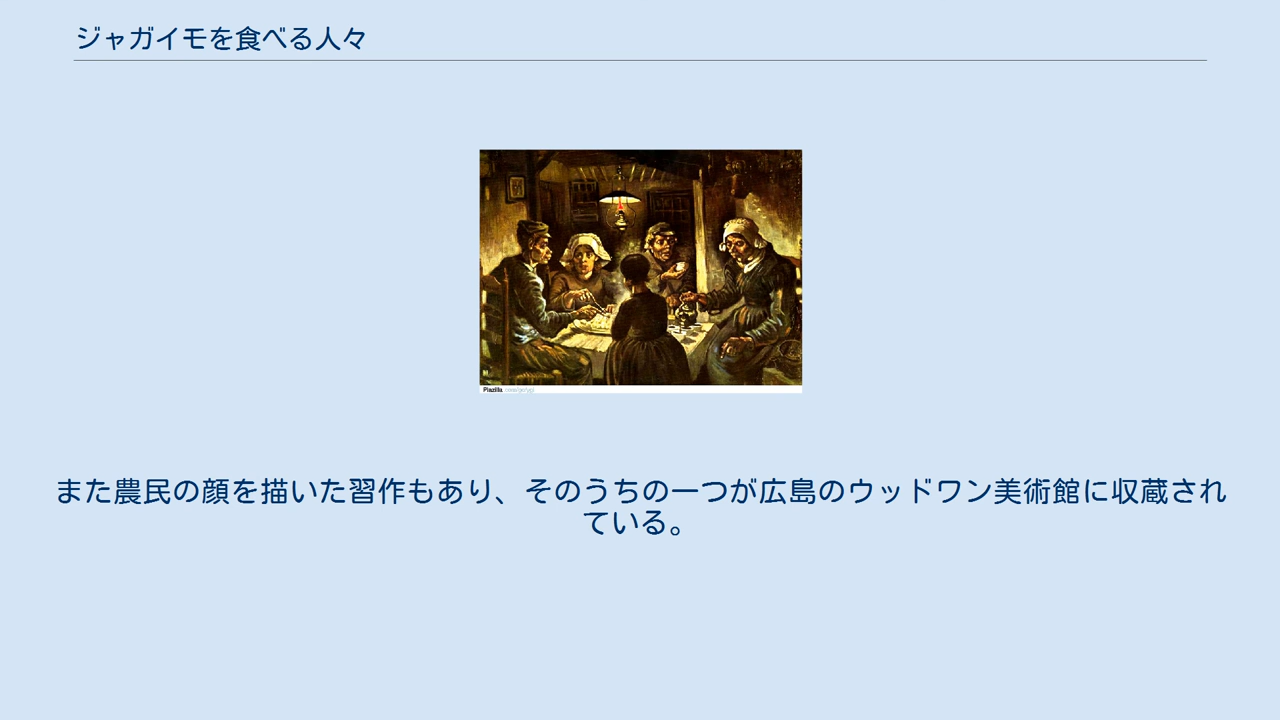 ジャガイモを食べる人々
また農民の顔を描いた習作もあり、そのうちの一つが広島のウッドワン美術館に収蔵され
ている。